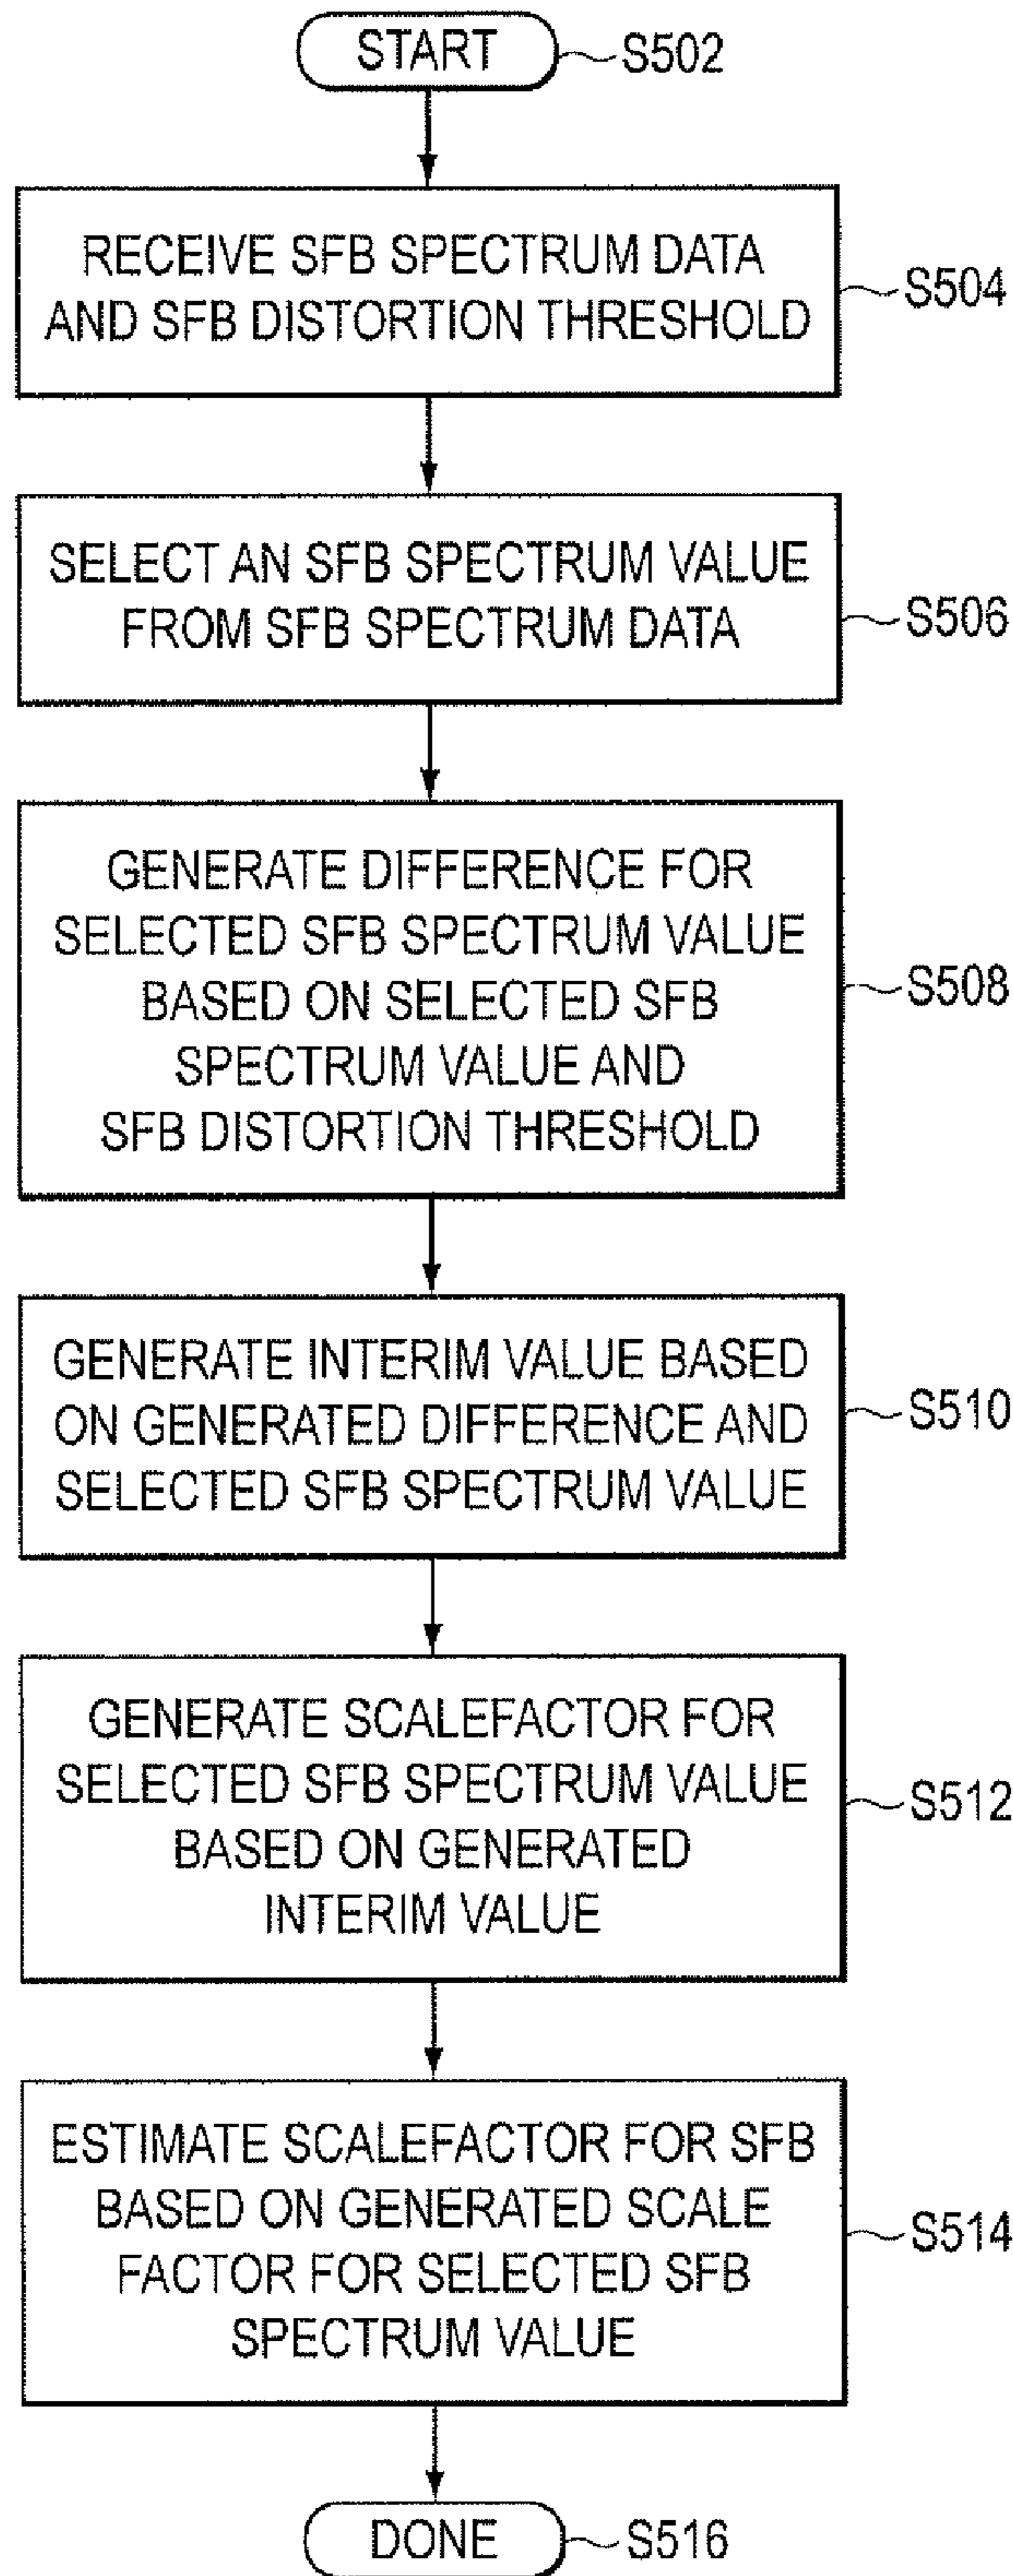 START
S502
RECEIVE SFB SPECTRUM DATA
AND SFB DISTORTION THRESHOLD
S504
SELECT AN SFB SPECTRUM VALUE
FROM SFB SPECTRUM DATA
S506
GENERATE DIFFERENCE FOR
SELECTED SFB SPECTRUM VALUE
BASED ON SELECTED SFB
SPECTRUM VALUE AND
SFB DISTORTION THRESHOLD
S508
GENERATE INTERIM VALUE BASED
ON GENERATED DIFFERENCE AND
SELECTED SFB SPECTRUM VALUE
S510
GENERATE SCALEFACTOR FOR
SELECTED SFB SPECTRUM VALUE
BASED ON GENERATED
INTERIM VALUE
S512
ESTIMATE SCALEFACTOR FOR SFB
BASED ON GENERATED SCALE
FACTOR FOR SELECTED SFB
SPECTRUM VALUE
S514
DONE
S516